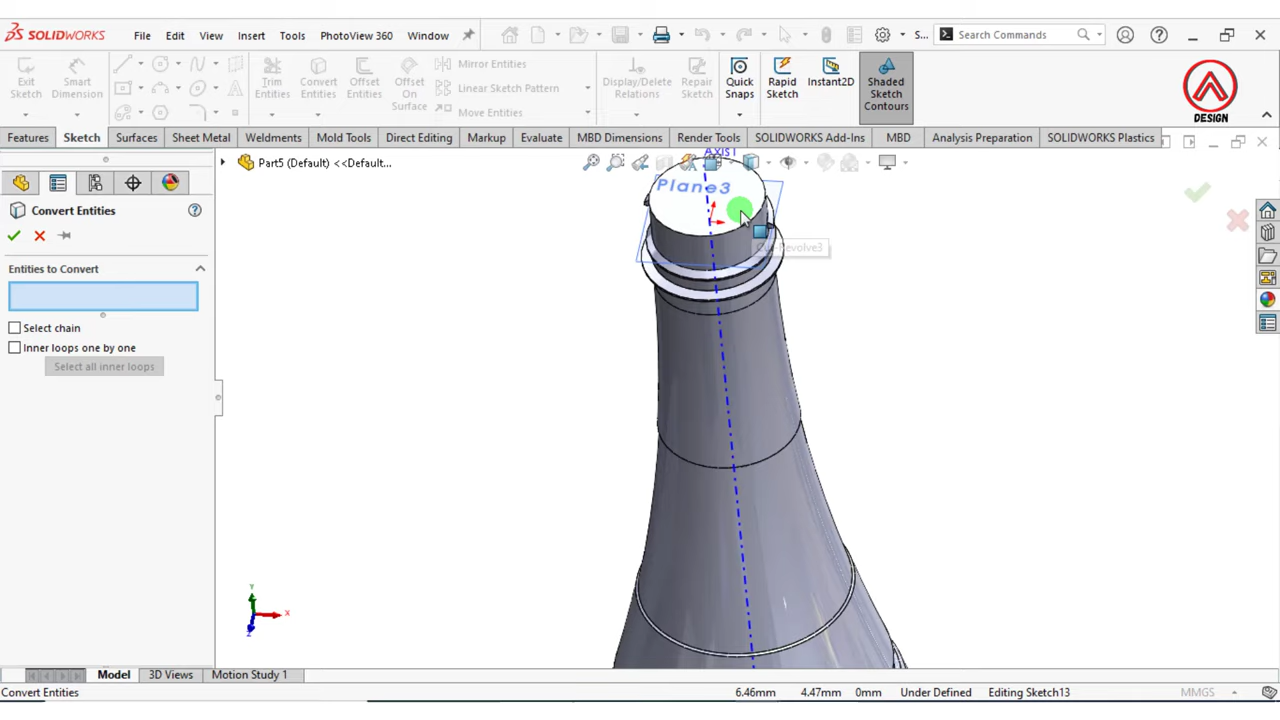 SOLIDWORKS File Edit View Insert Tools PhotoView 360 Window S... Search Commands
Exit Sketch
Smart Dimension
Trim Entities
Convert Entities
Offset Entities
Offset On Surface
Mirror Entities
Linear Sketch Pattern
Move Entities
Display/Delete Relations
Repair Sketch
Quick Snaps
Rapid Sketch
Instant2D
Shaded Sketch Contours
DESIGN
Features Sketch Surfaces Sheet Metal Weldments Mold Tools Direct Editing Markup Evaluate MBD Dimensions Render Tools SOLIDWORKS Add-Ins MBD Analysis Preparation SOLIDWORKS Plastics
Part5 (Default) <<Default...
Axis1
Plane3
Convert Entities
Entities to Convert
Select chain
Inner loops one by one
Select all inner loops
Y
X
Z
Model 3D Views Motion Study 1
Convert Entities 6.46mm 4.47mm 0mm Under Defined Editing Sketch13 MMGS